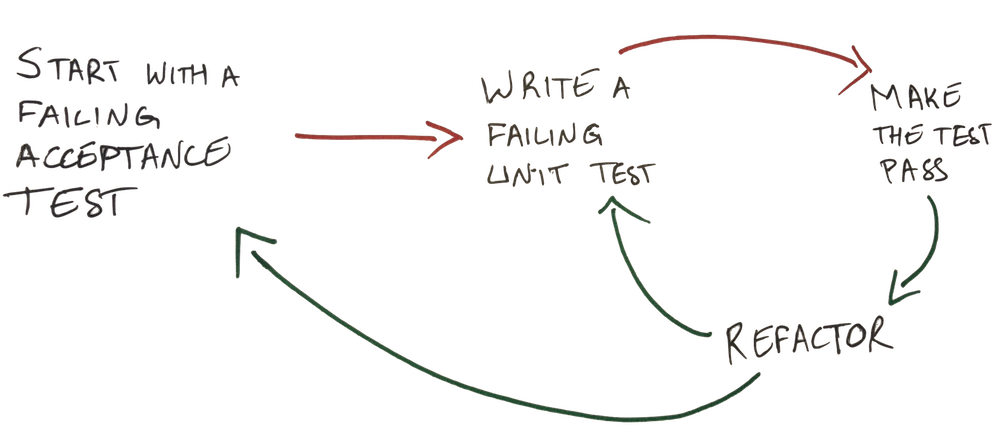 START WITH A
FAILING
ACCEPTANCE
TEST
WRITE A
FAILING
UNIT TEST
MAKE
THE TEST
PASS
REFACTOR